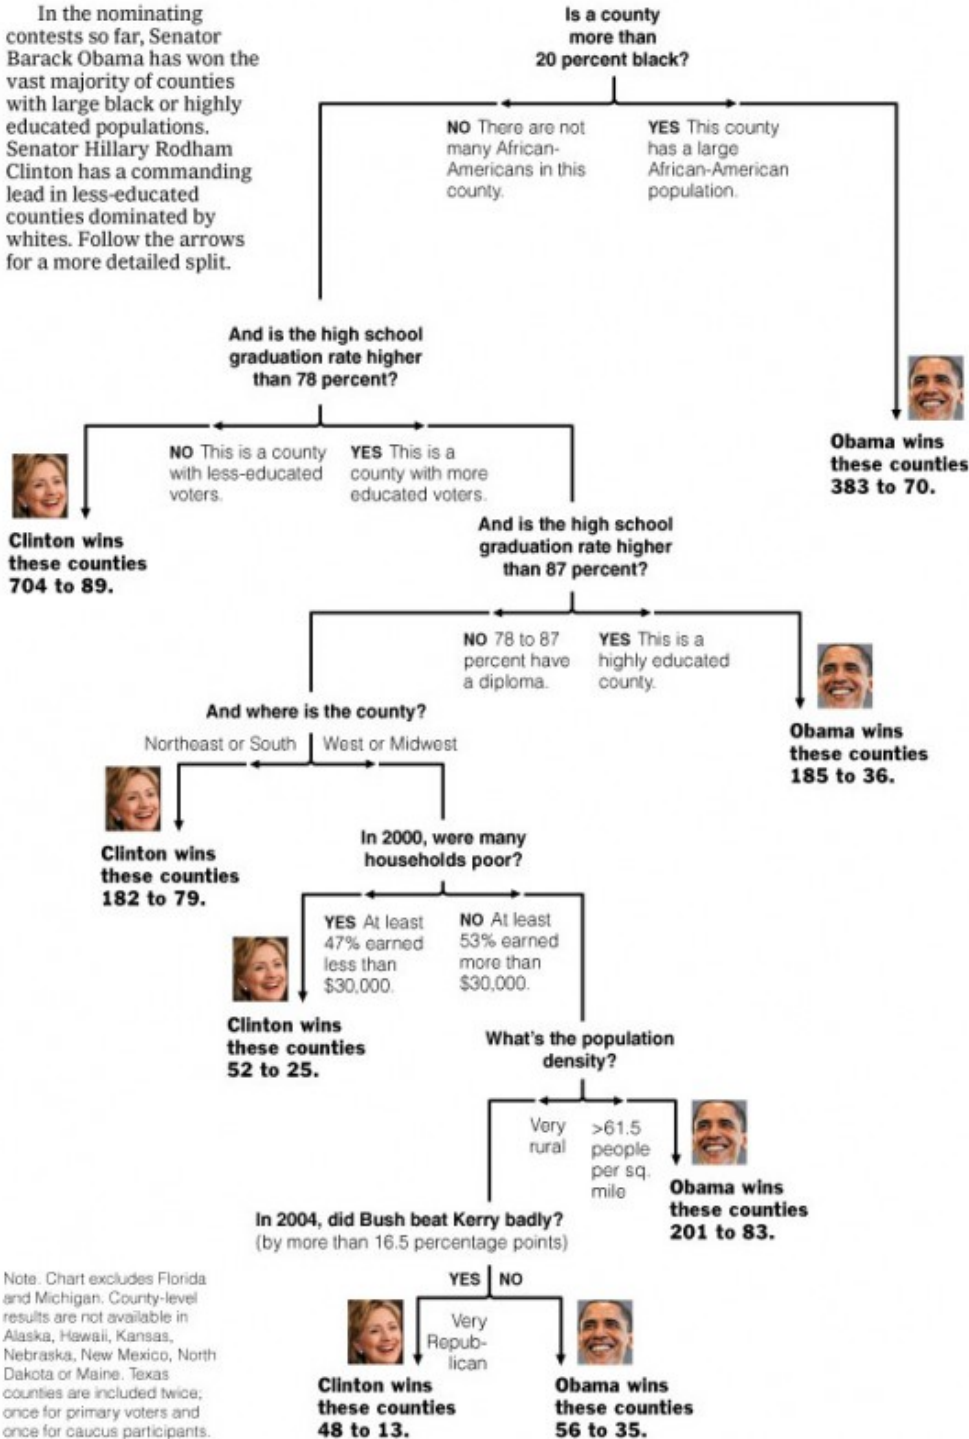 In the nominating
contests so far, Senator
Barack Obama has won the
vast majority of counties
with large black or highly
educated populations.
Senator Hillary Rodham
Clinton has a commanding
lead in less-educated
counties dominated by
whites. Follow the arrows
for a more detailed split.
Is a county
more than
20 percent black?
NO There are not
many African-
Americans in this
county.
YES This county
has a large
African-American
population.
And is the high school
graduation rate higher
than 78 percent?
Obama wins
these counties
383 to 70.
NO This is a county
with less-educated
voters.
YES This is a
county with more
educated voters.
Clinton wins
these counties
704 to 89.
And is the high school
graduation rate higher
than 87 percent?
NO 78 to 87
percent have
a diploma.
YES This is a
highly educated
county.
And where is the county?
Northeast or South
West or Midwest
Obama wins
these counties
185 to 36.
Clinton wins
these counties
182 to 79.
In 2000, were many
households poor?
YES At least
47% earned
less than
$30,000.
NO At least
53% earned
more than
$30,000.
Clinton wins
these counties
52 to 25.
What's the population
density?
Very
rural
>61.5
people
per sq.
mile
Obama wins
these counties
201 to 83.
In 2004, did Bush beat Kerry badly?
(by more than 16.5 percentage points)
YES
NO
Very
Repub-
lican
Clinton wins
these counties
48 to 13.
Obama wins
these counties
56 to 35.
Note. Chart excludes Florida
and Michigan. County-level
results are not available in
Alaska, Hawaii, Kansas,
Nebraska, New Mexico, North
Dakota or Maine. Texas
counties are included twice;
once for primary voters and
once for caucus participants.